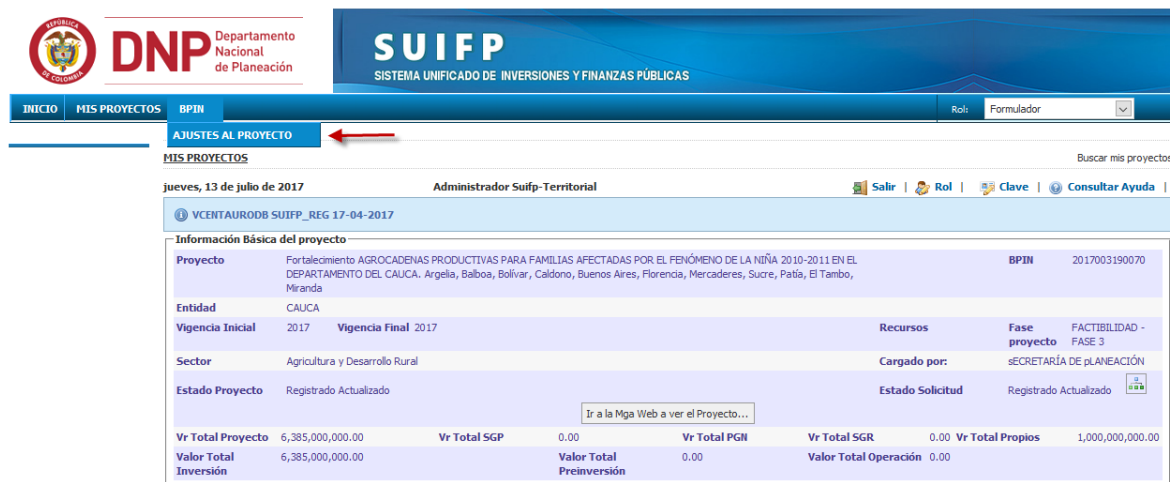 REPÚBLICA
DE COLOMBIA
DNP Departamento
Nacional
de Planeación
SUIFP
SISTEMA UNIFICADO DE INVERSIONES Y FINANZAS PÚBLICAS
INICIO MIS PROYECTOS BPIN Rol: Formulador
AJUSTES AL PROYECTO
MIS PROYECTOS Buscar mis proyectos
jueves, 13 de julio de 2017 Administrador Suifp-Territorial Salir | Rol | Clave | Consultar Ayuda |
VCENTAURODB SUIFP_REG 17-04-2017
Información Básica del proyecto
Proyecto Fortalecimiento AGROCADENAS PRODUCTIVAS PARA FAMILIAS AFECTADAS POR EL FENÓMENO DE LA NIÑA 2010-2011 EN EL BPIN 2017003190070
DEPARTAMENTO DEL CAUCA. Argelia, Balboa, Bolívar, Caldono, Buenos Aires, Florencia, Mercaderes, Sucre, Patía, El Tambo,
Miranda
Entidad CAUCA
Vigencia Inicial 2017 Vigencia Final 2017 Recursos Fase FACTIBILIDAD -
proyecto FASE 3
Sector Agricultura y Desarrollo Rural Cargado por: sECRETARÍA DE pLANEACIÓN
Estado Proyecto Registrado Actualizado Estado Solicitud Registrado Actualizado
Ir a la Mga Web a ver el Proyecto...
Vr Total Proyecto 6,385,000,000.00 Vr Total SGP 0.00 Vr Total PGN Vr Total SGR 0.00 Vr Total Propios 1,000,000,000.00
Valor Total 6,385,000,000.00 Valor Total 0.00 Valor Total Operación 0.00
Inversión Preinversión